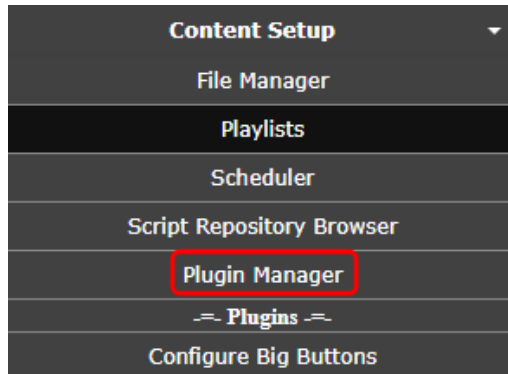 Content Setup
File Manager
Playlists
Scheduler
Script Repository Browser
Plugin Manager
-=- Plugins -=-
Configure Big Buttons